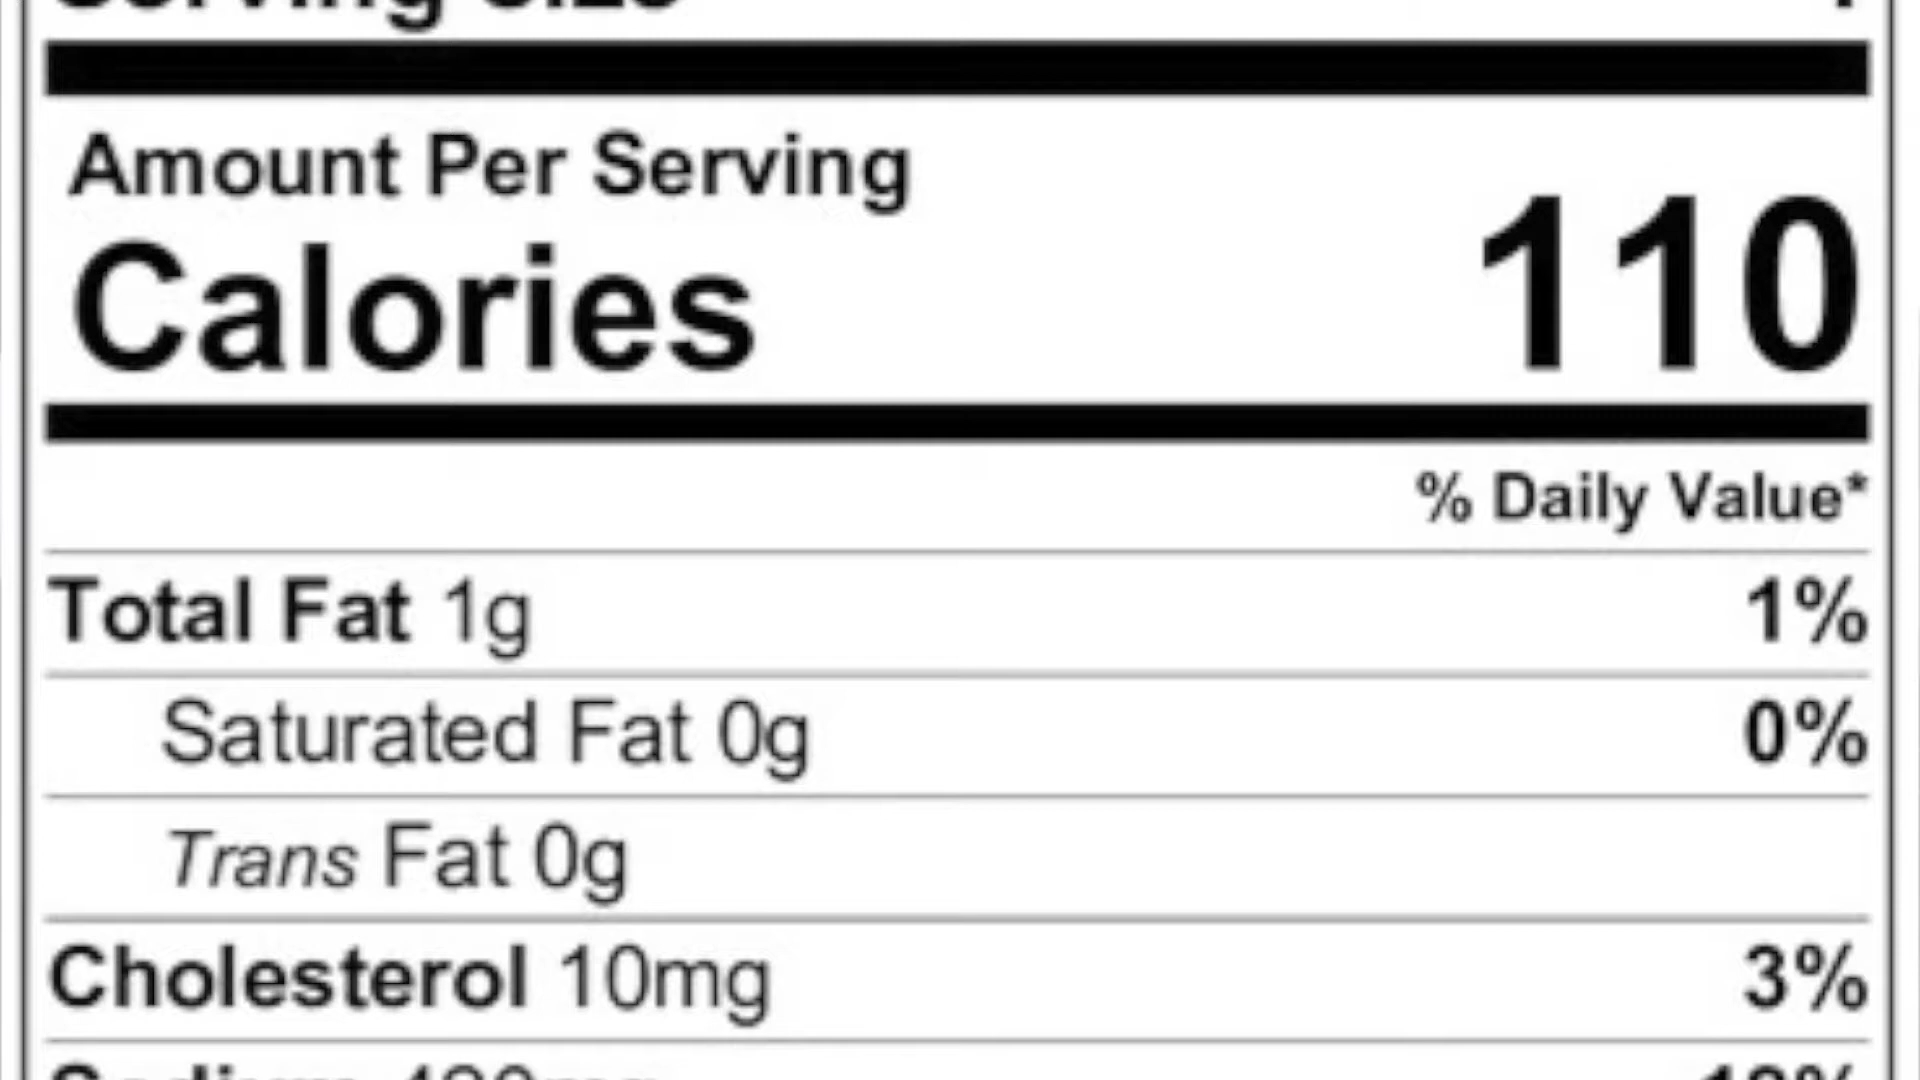 Amount Per Serving
Calories 110
% Daily Value*
Total Fat 1g 1%
Saturated Fat 0g 0%
Trans Fat 0g
Cholesterol 10mg 3%
Sodium